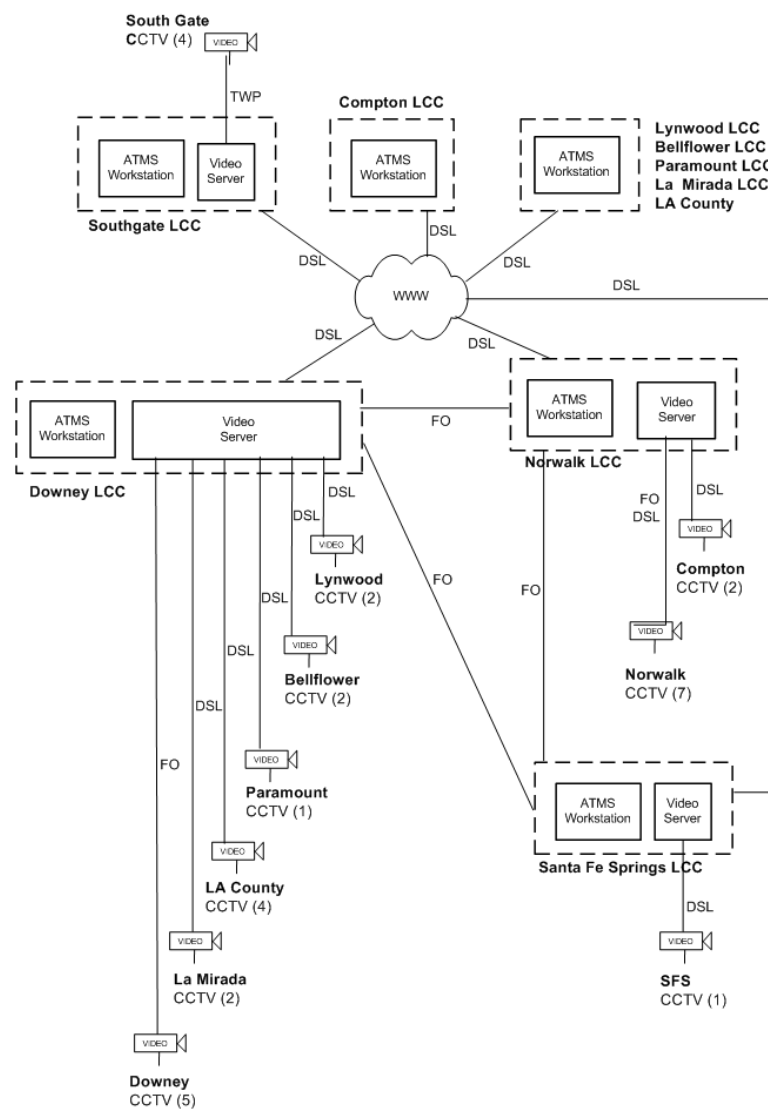 South Gate
CCTV (4)
VIDEO
TWP
Compton LCC
Lynwood LCC
Bellflower LCC
Paramount LCC
La Mirada LCC
LA County
ATMS
Workstation
Video
Server
ATMS
Workstation
ATMS
Workstation
Southgate LCC
DSL
DSL
DSL
WWW
DSL
DSL
DSL
ATMS
Workstation
Video
Server
FO
ATMS
Workstation
Video
Server
Downey LCC
Norwalk LCC
DSL
DSL
DSL
DSL
DSL
FO
FO
FO
FO
DSL
DSL
VIDEO
Lynwood
CCTV (2)
VIDEO
Bellflower
CCTV (2)
VIDEO
Paramount
CCTV (1)
VIDEO
LA County
CCTV (4)
VIDEO
La Mirada
CCTV (2)
VIDEO
Downey
CCTV (5)
VIDEO
Compton
CCTV (2)
VIDEO
Norwalk
CCTV (7)
ATMS
Workstation
Video
Server
Santa Fe Springs LCC
DSL
VIDEO
SFS
CCTV (1)